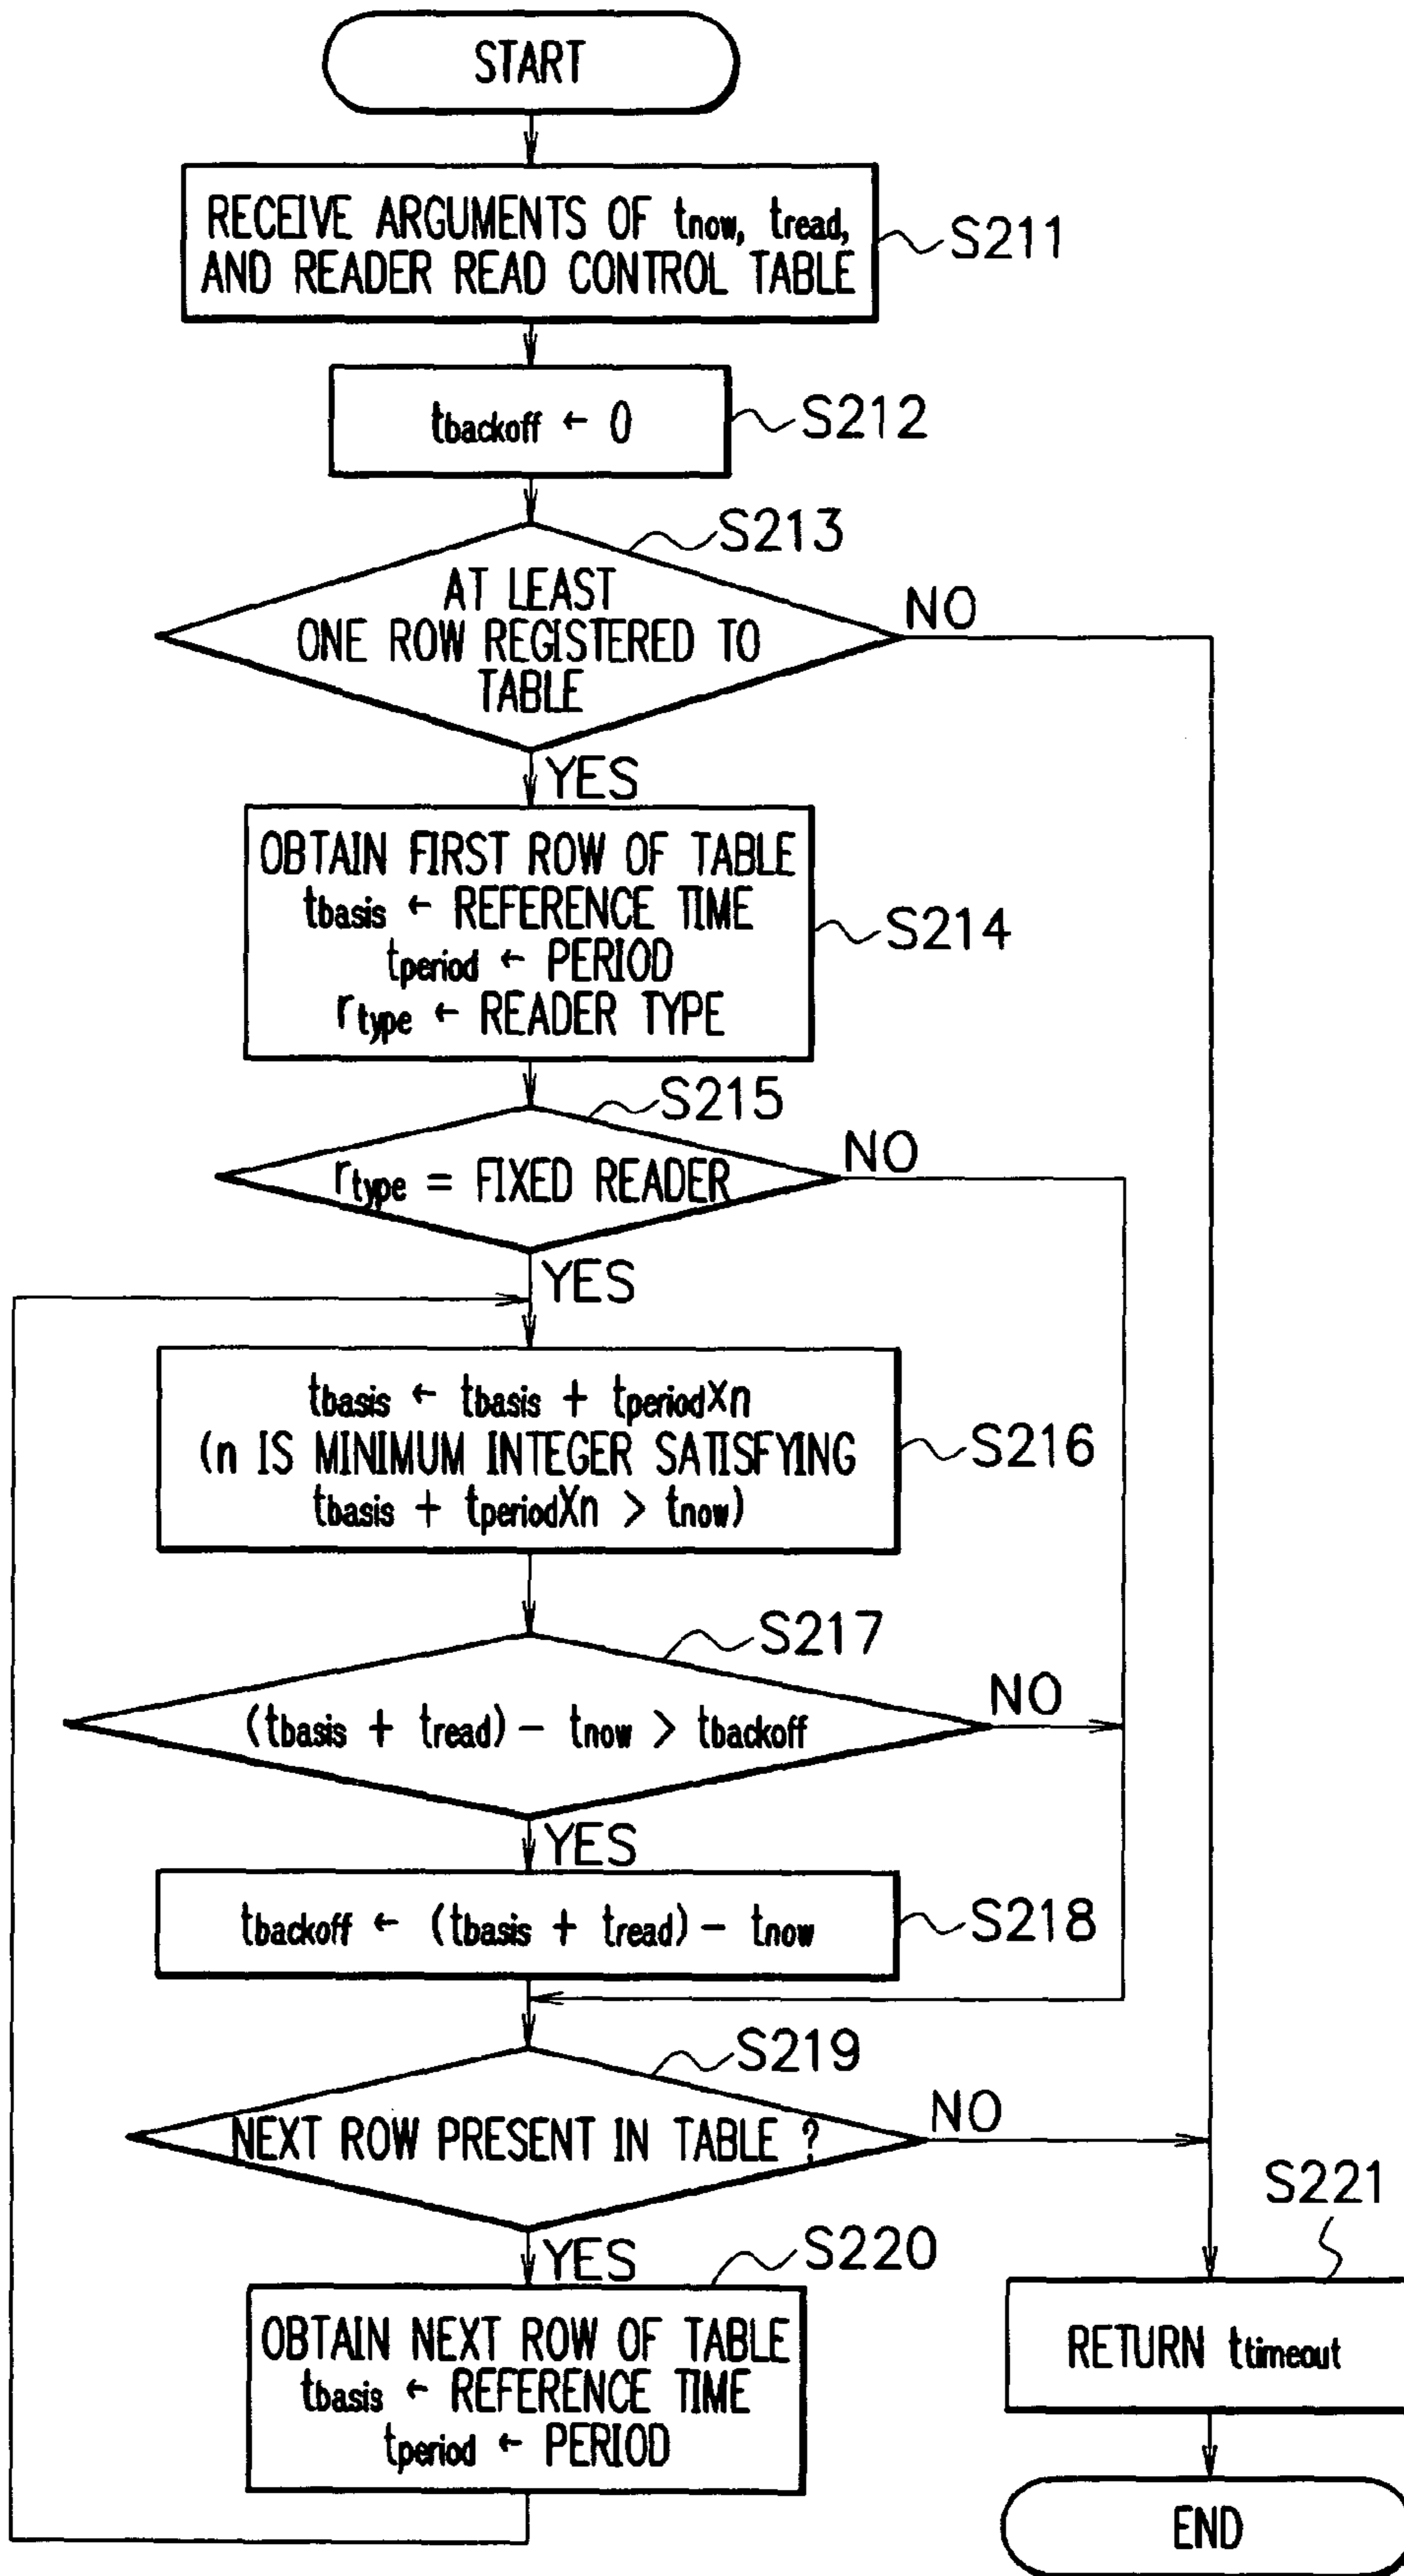 START
RECEIVE ARGUMENTS OF tnow, tread,
AND READER READ CONTROL TABLE
S211
tbackoff ← 0
S212
S213
AT LEAST
ONE ROW REGISTERED TO
TABLE
NO
YES
OBTAIN FIRST ROW OF TABLE
tbasis ← REFERENCE TIME
tperiod ← PERIOD
rtype ← READER TYPE
S214
S215
rtype = FIXED READER
NO
YES
tbasis ← tbasis + tperiod×n
(n IS MINIMUM INTEGER SATISFYING
tbasis + tperiod×n > tnow)
S216
S217
(tbasis + tread) - tnow > tbackoff
NO
YES
tbackoff ← (tbasis + tread) - tnow
S218
S219
NEXT ROW PRESENT IN TABLE ?
NO
YES
S220
OBTAIN NEXT ROW OF TABLE
tbasis ← REFERENCE TIME
tperiod ← PERIOD
S221
RETURN ttimeout
END